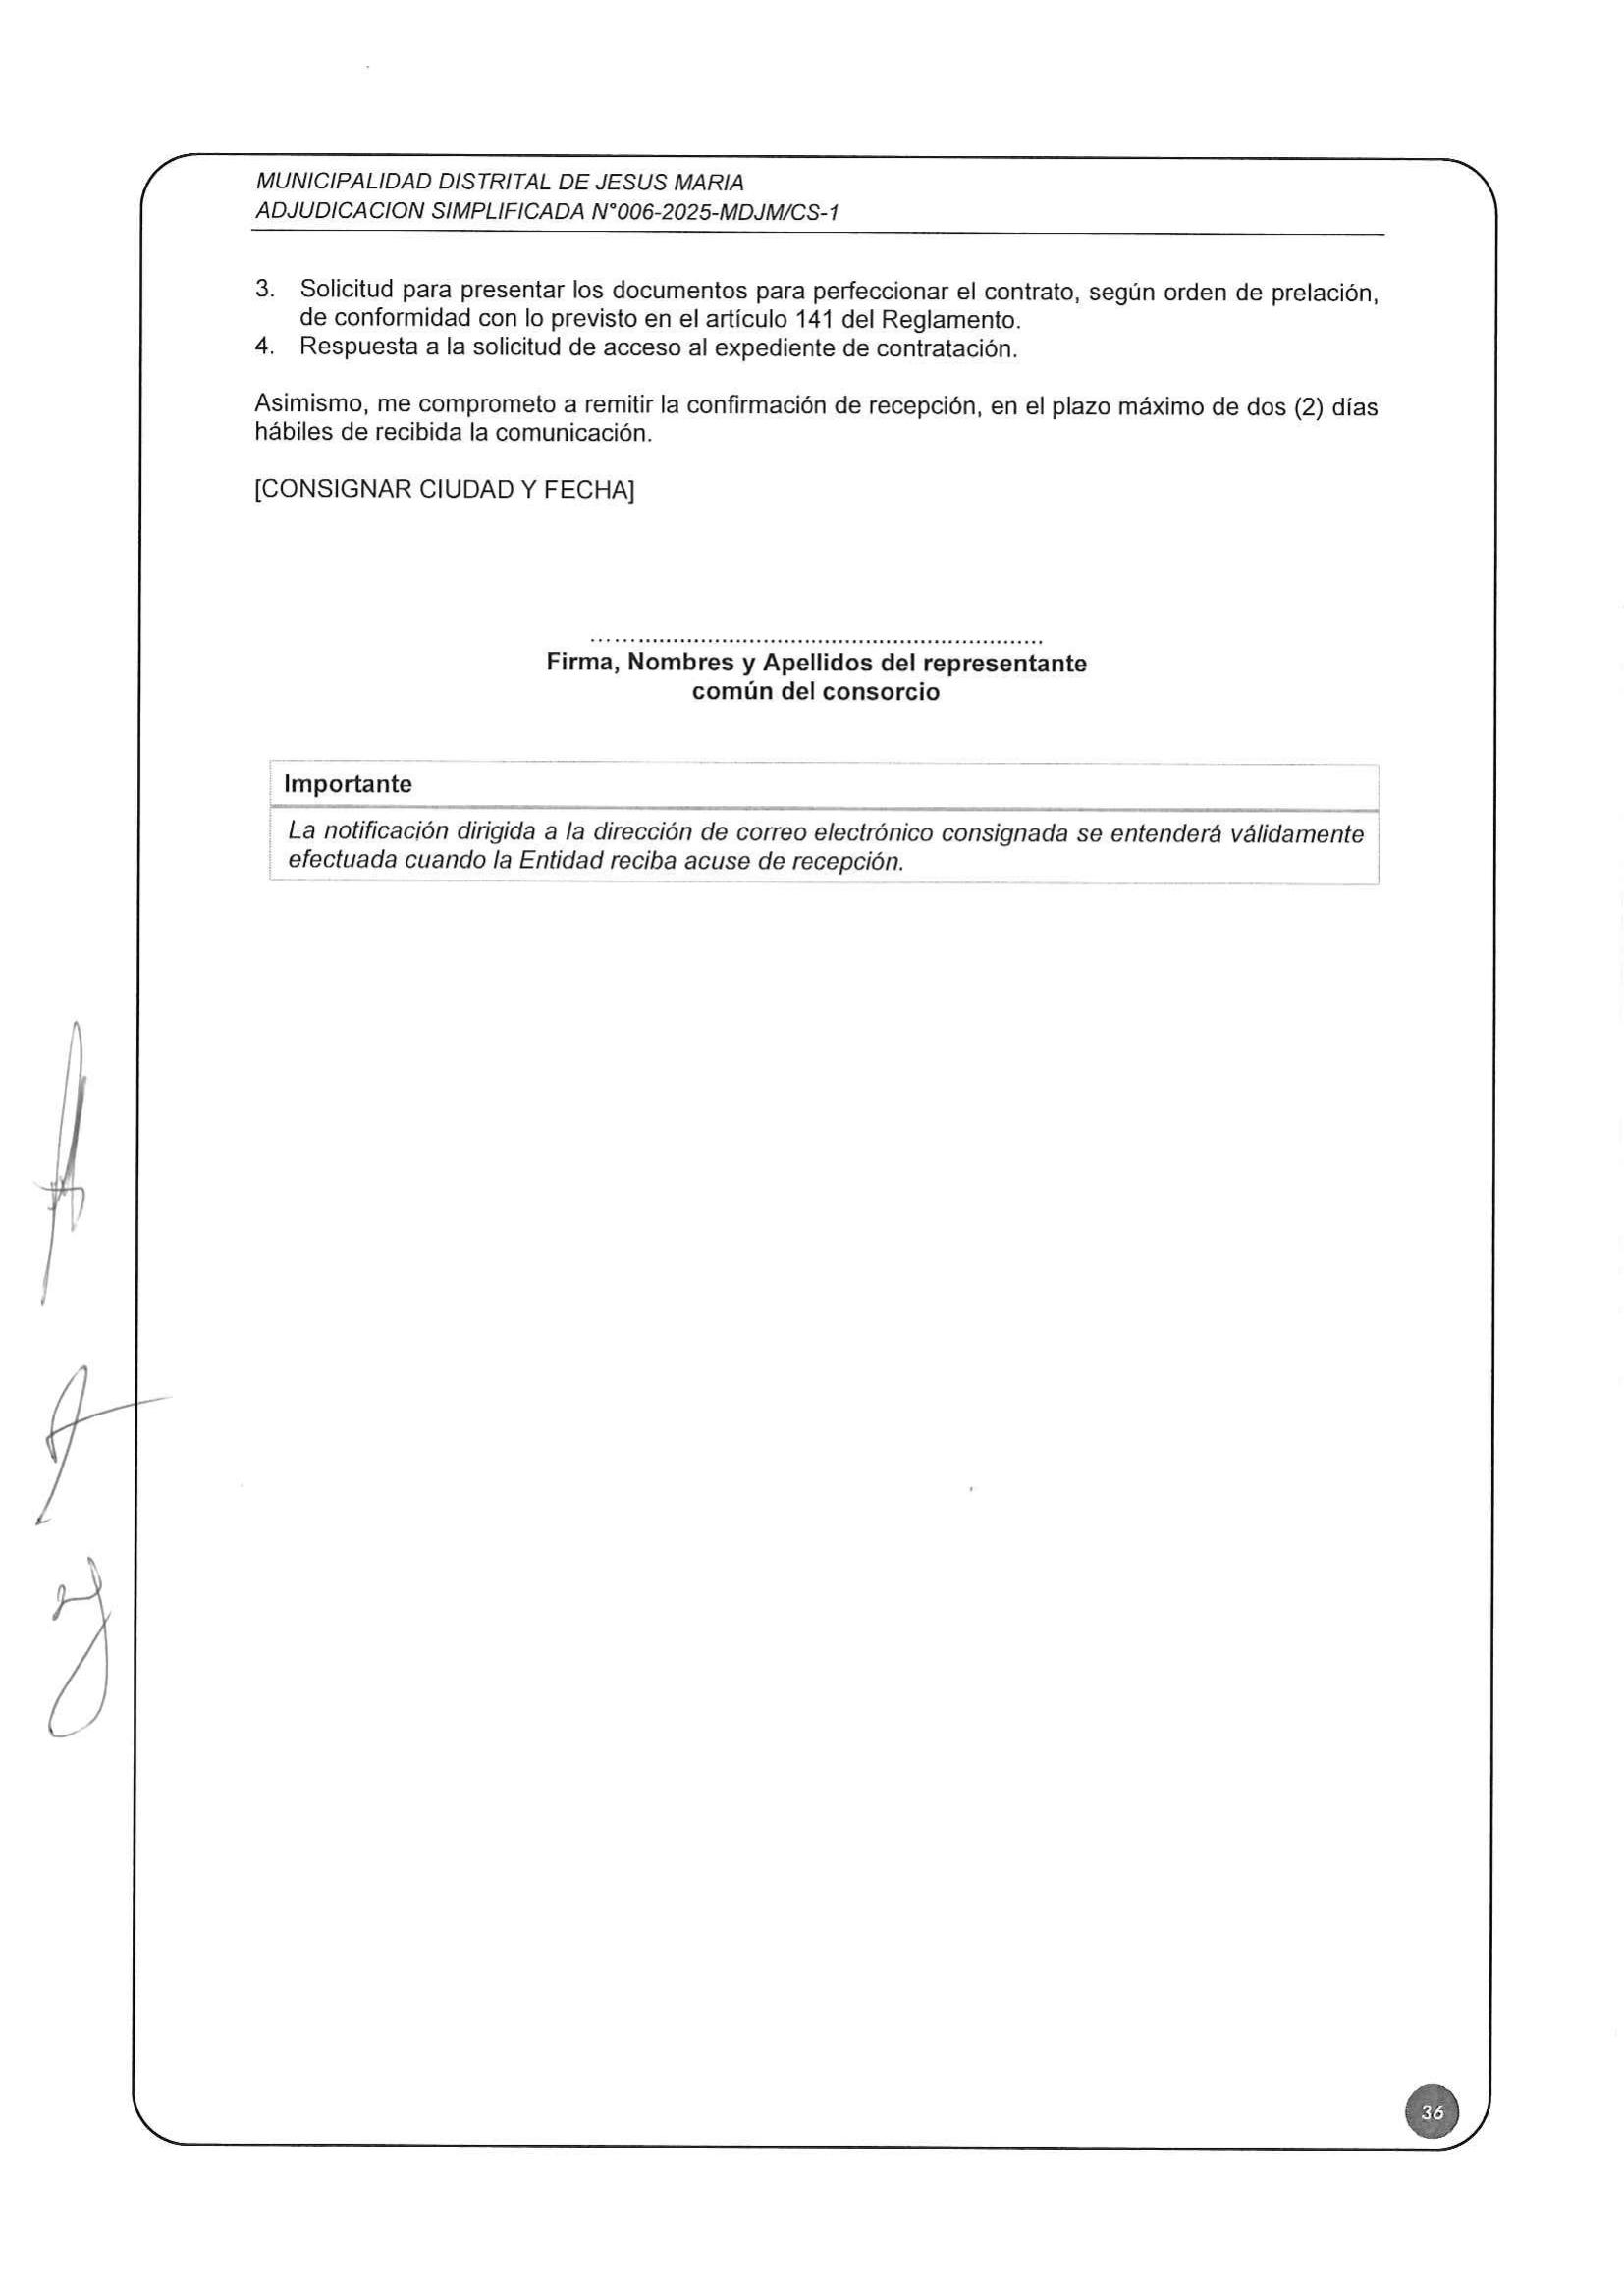 MUNICIPALIDAD DISTRITAL DE JESUS MARIA
ADJUDICACION SIMPLIFICADA N°006-2025-MDJM/CS-1
3. Solicitud para presentar los documentos para perfeccionar el contrato, según orden de prelación,
de conformidad con lo previsto en el artículo 141 del Reglamento.
4. Respuesta a la solicitud de acceso al expediente de contratación.
Asimismo, me comprometo a remitir la confirmación de recepción, en el plazo máximo de dos (2) días
hábiles de recibida la comunicación.
[CONSIGNAR CIUDAD Y FECHA]
Firma, Nombres y Apellidos del representante
común del consorcio
Importante
La notificación dirigida a la dirección de correo electrónico consignada se entenderá válidamente
efectuada cuando la Entidad reciba acuse de recepción.
36